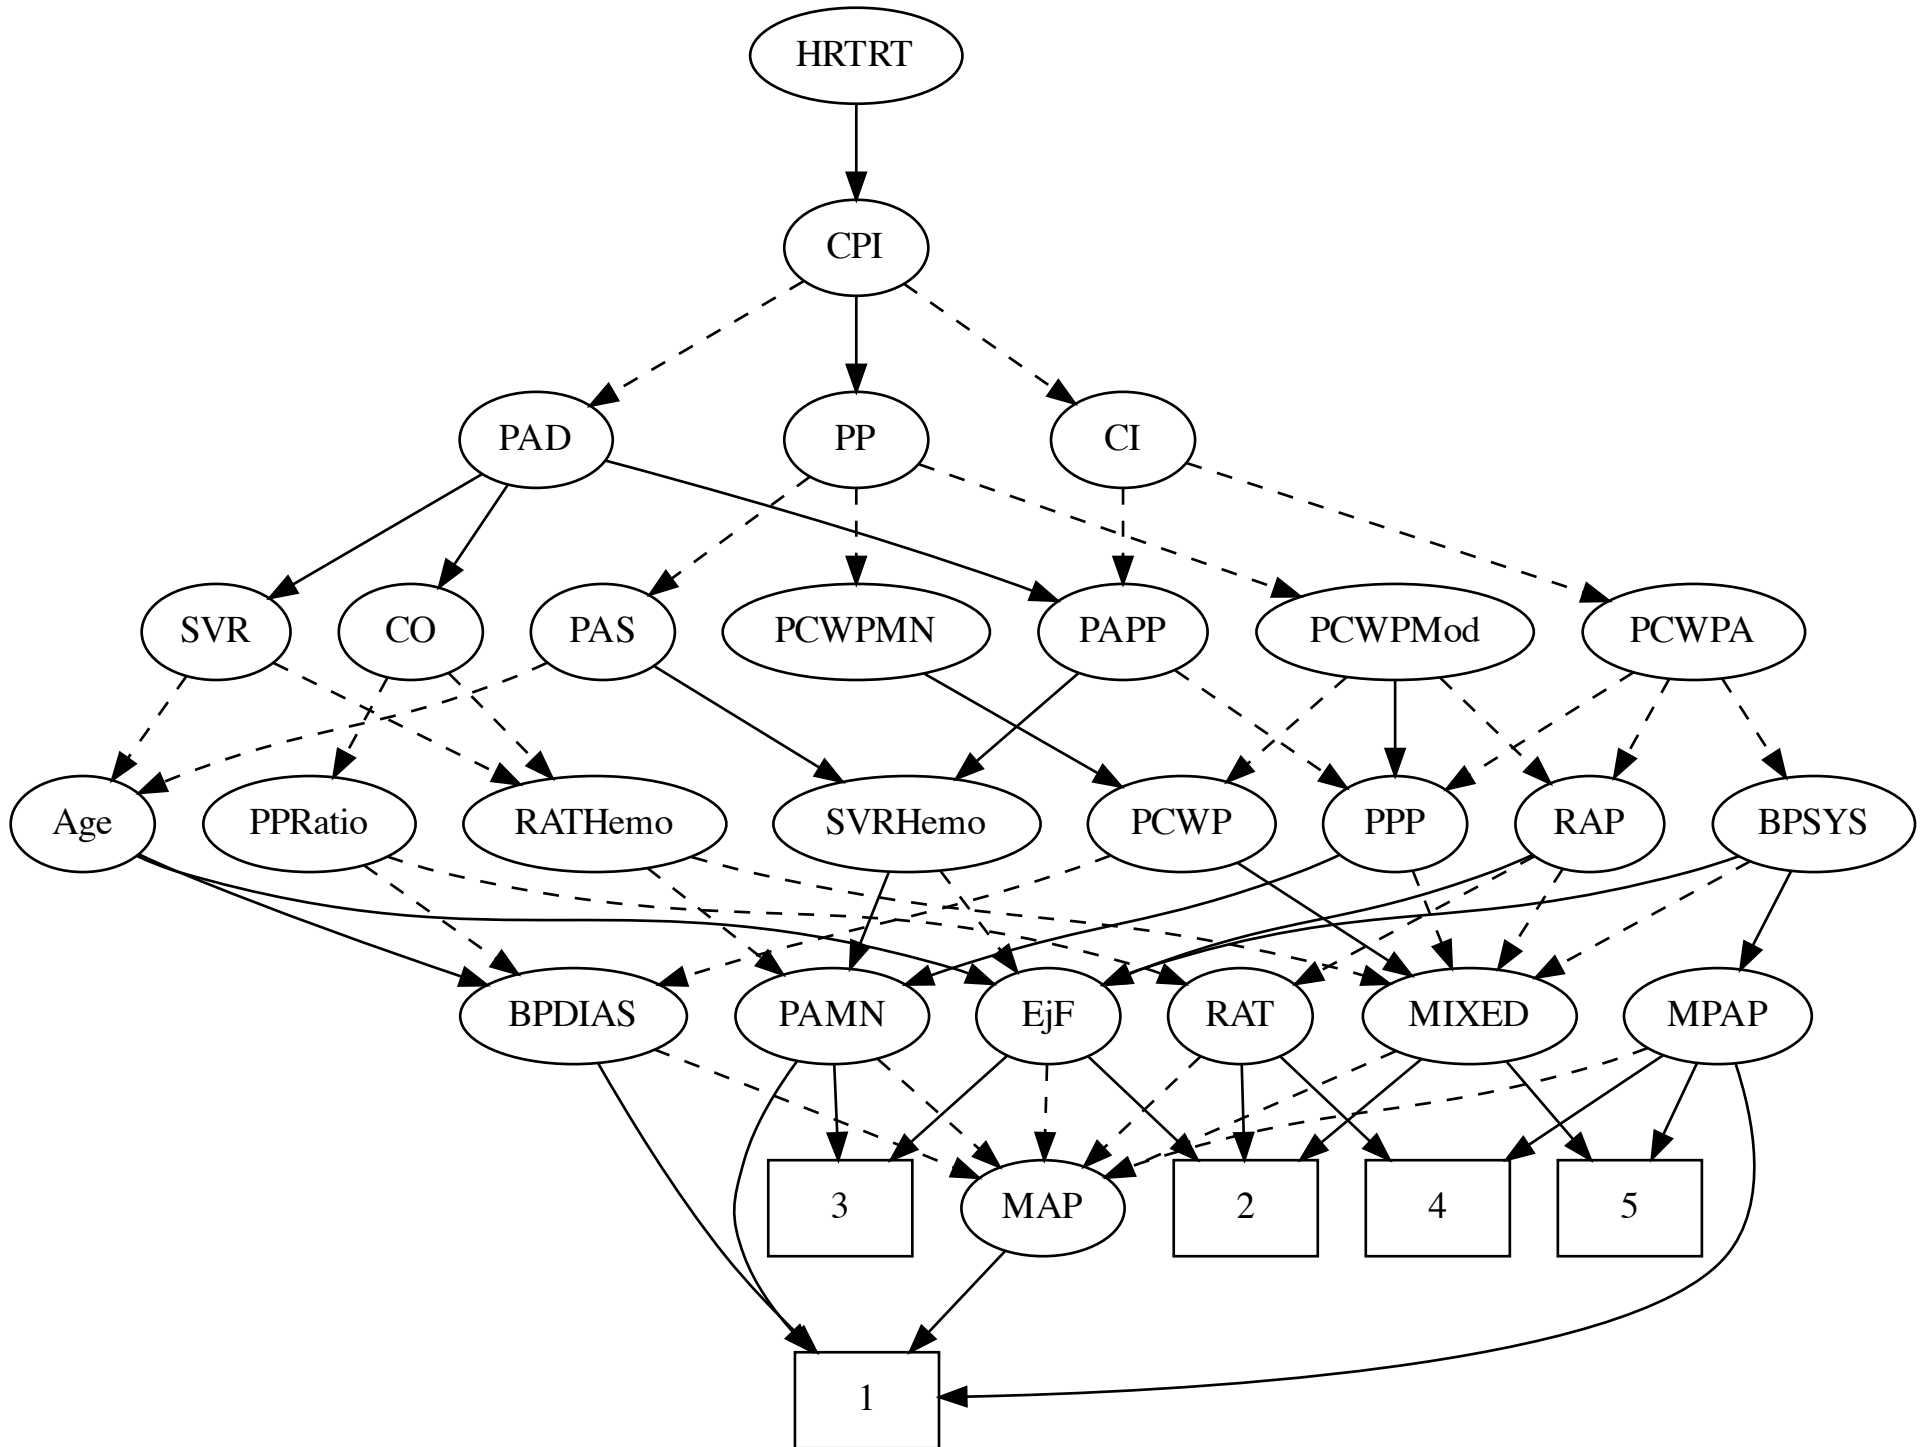 HRTRT
CPI
PAD
PP
CI
SVR
CO
PAS
PCWPMN
PAPP
PCWPMod
PCWPA
Age
PPRatio
RATHemo
SVRHemo
PCWP
PPP
RAP
BPSYS
BPDIAS
PAMN
EjF
RAT
MIXED
MPAP
3
MAP
2
4
5
1